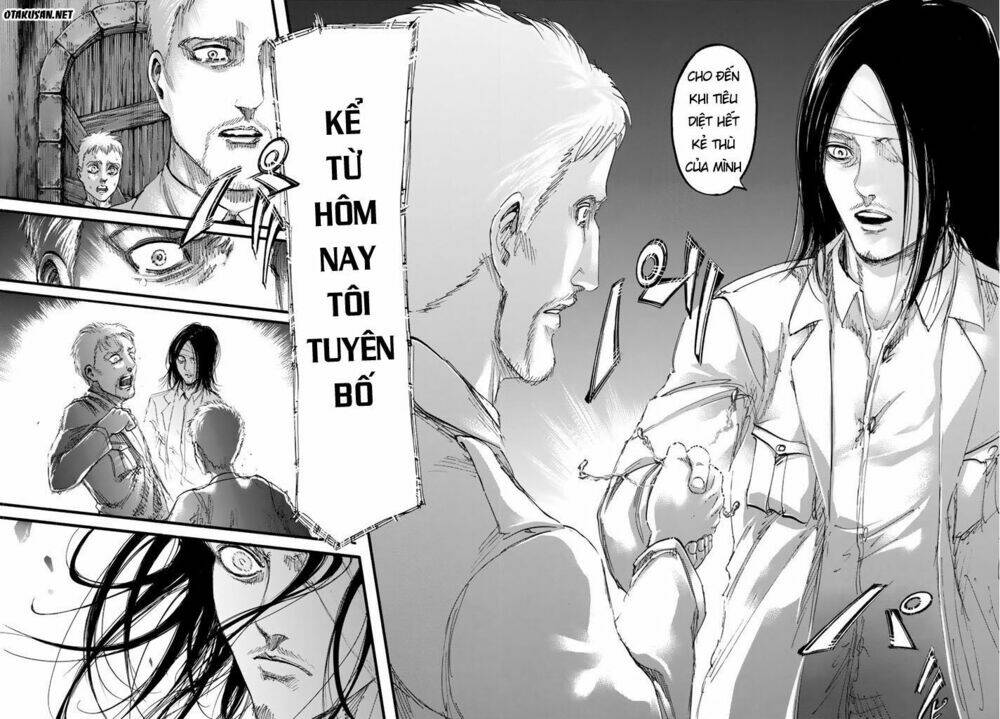 OTAKUSAN.NET
CHO ĐẾN
KHI TIÊU
DIỆT HẾT
KẺ THÙ
CỦA MÌNH
KỂ
TỪ
HÔM
NAY
TÔI
TUYÊN
BỐ